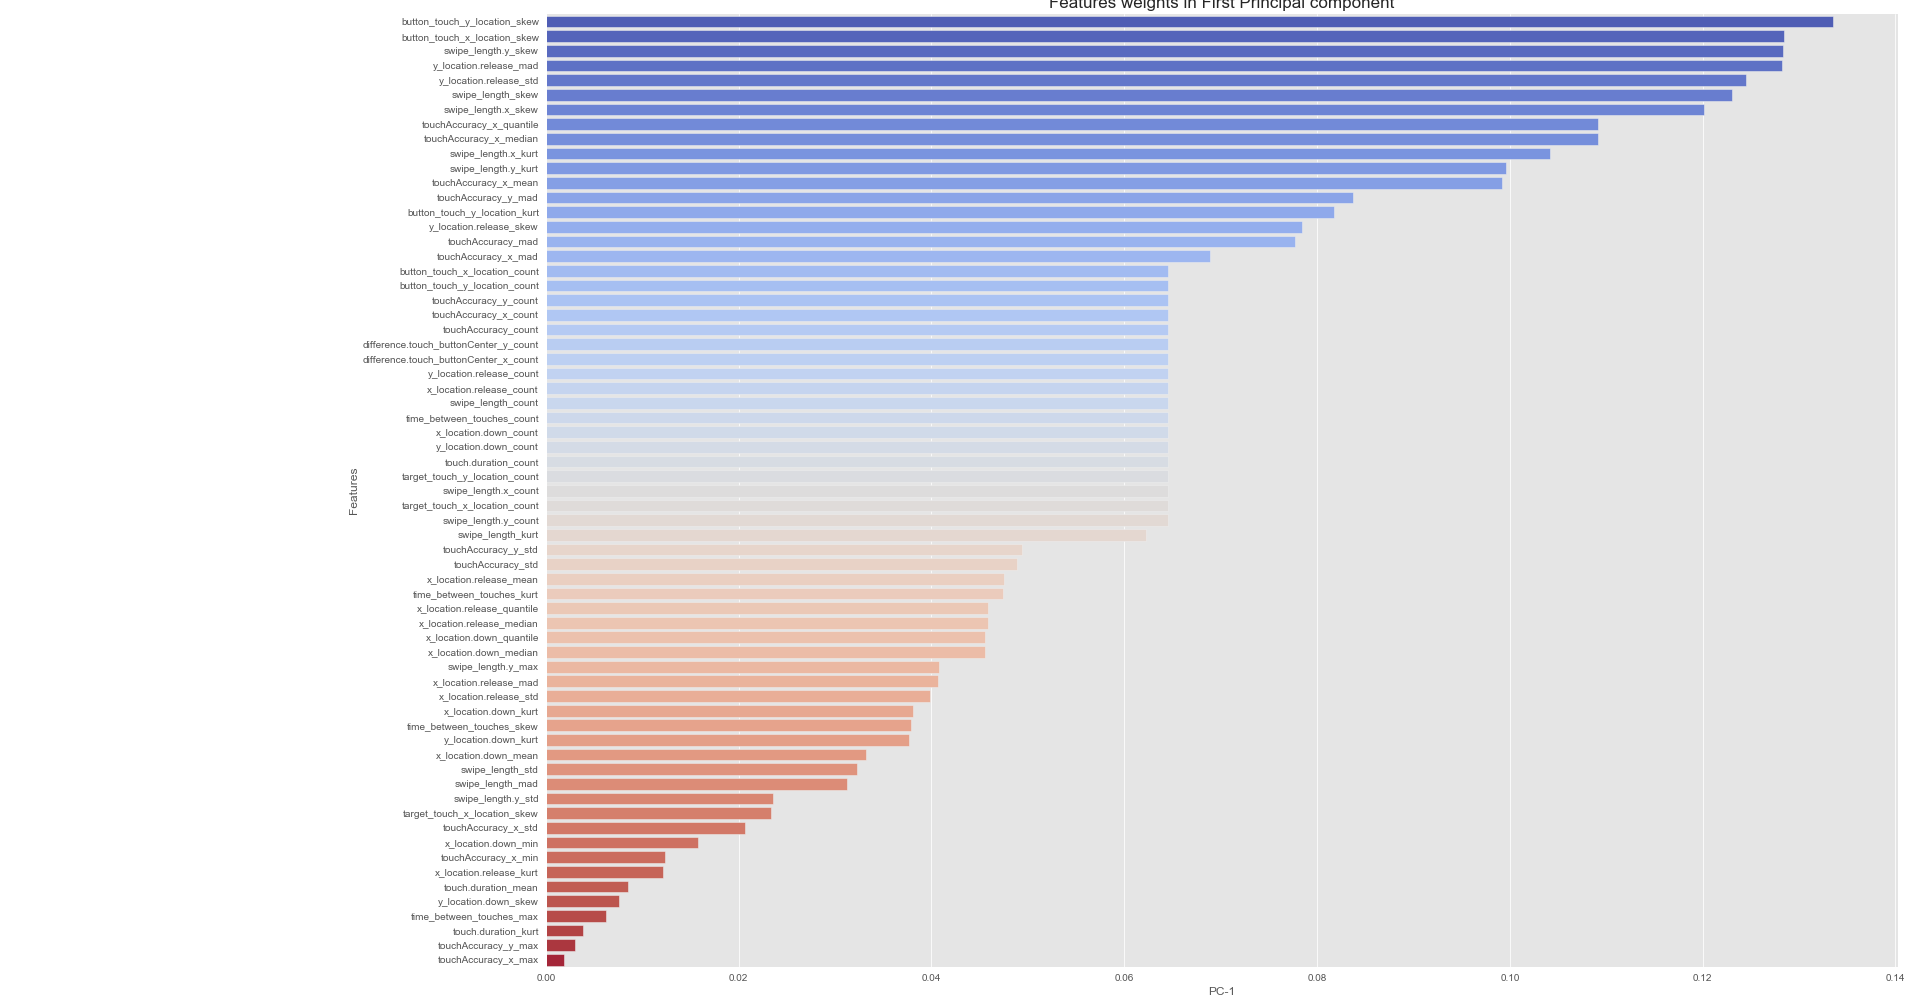 Features weights in First Principal component
button_touch_y_location_skew
button_touch_x_location_skew
swipe_length.y_skew
y_location.release_mad
y_location.release_std
swipe_length_skew
swipe_length.x_skew
touchAccuracy_x_quantile
touchAccuracy_x_median
swipe_length.x_kurt
swipe_length.y_kurt
touchAccuracy_x_mean
touchAccuracy_y_mad
button_touch_y_location_kurt
y_location.release_skew
touchAccuracy_mad
touchAccuracy_x_mad
button_touch_x_location_count
button_touch_y_location_count
touchAccuracy_y_count
touchAccuracy_x_count
touchAccuracy_count
difference.touch_buttonCenter_y_count
difference.touch_buttonCenter_x_count
y_location.release_count
x_location.release_count
swipe_length_count
time_between_touches_count
x_location.down_count
y_location.down_count
touch.duration_count
target_touch_y_location_count
swipe_length.x_count
target_touch_x_location_count
swipe_length.y_count
swipe_length_kurt
touchAccuracy_y_std
touchAccuracy_std
x_location.release_mean
time_between_touches_kurt
x_location.release_quantile
x_location.release_median
x_location.down_quantile
x_location.down_median
swipe_length.y_max
x_location.release_mad
x_location.release_std
x_location.down_kurt
time_between_touches_skew
y_location.down_kurt
x_location.down_mean
swipe_length_std
swipe_length_mad
swipe_length.y_std
target_touch_x_location_skew
touchAccuracy_x_std
x_location.down_min
touchAccuracy_x_min
x_location.release_kurt
touch.duration_mean
y_location.down_skew
time_between_touches_max
touch.duration_kurt
touchAccuracy_y_max
touchAccuracy_x_max
Features
0.00 0.02 0.04 0.06 0.08 0.10 0.12 0.14
PC-1